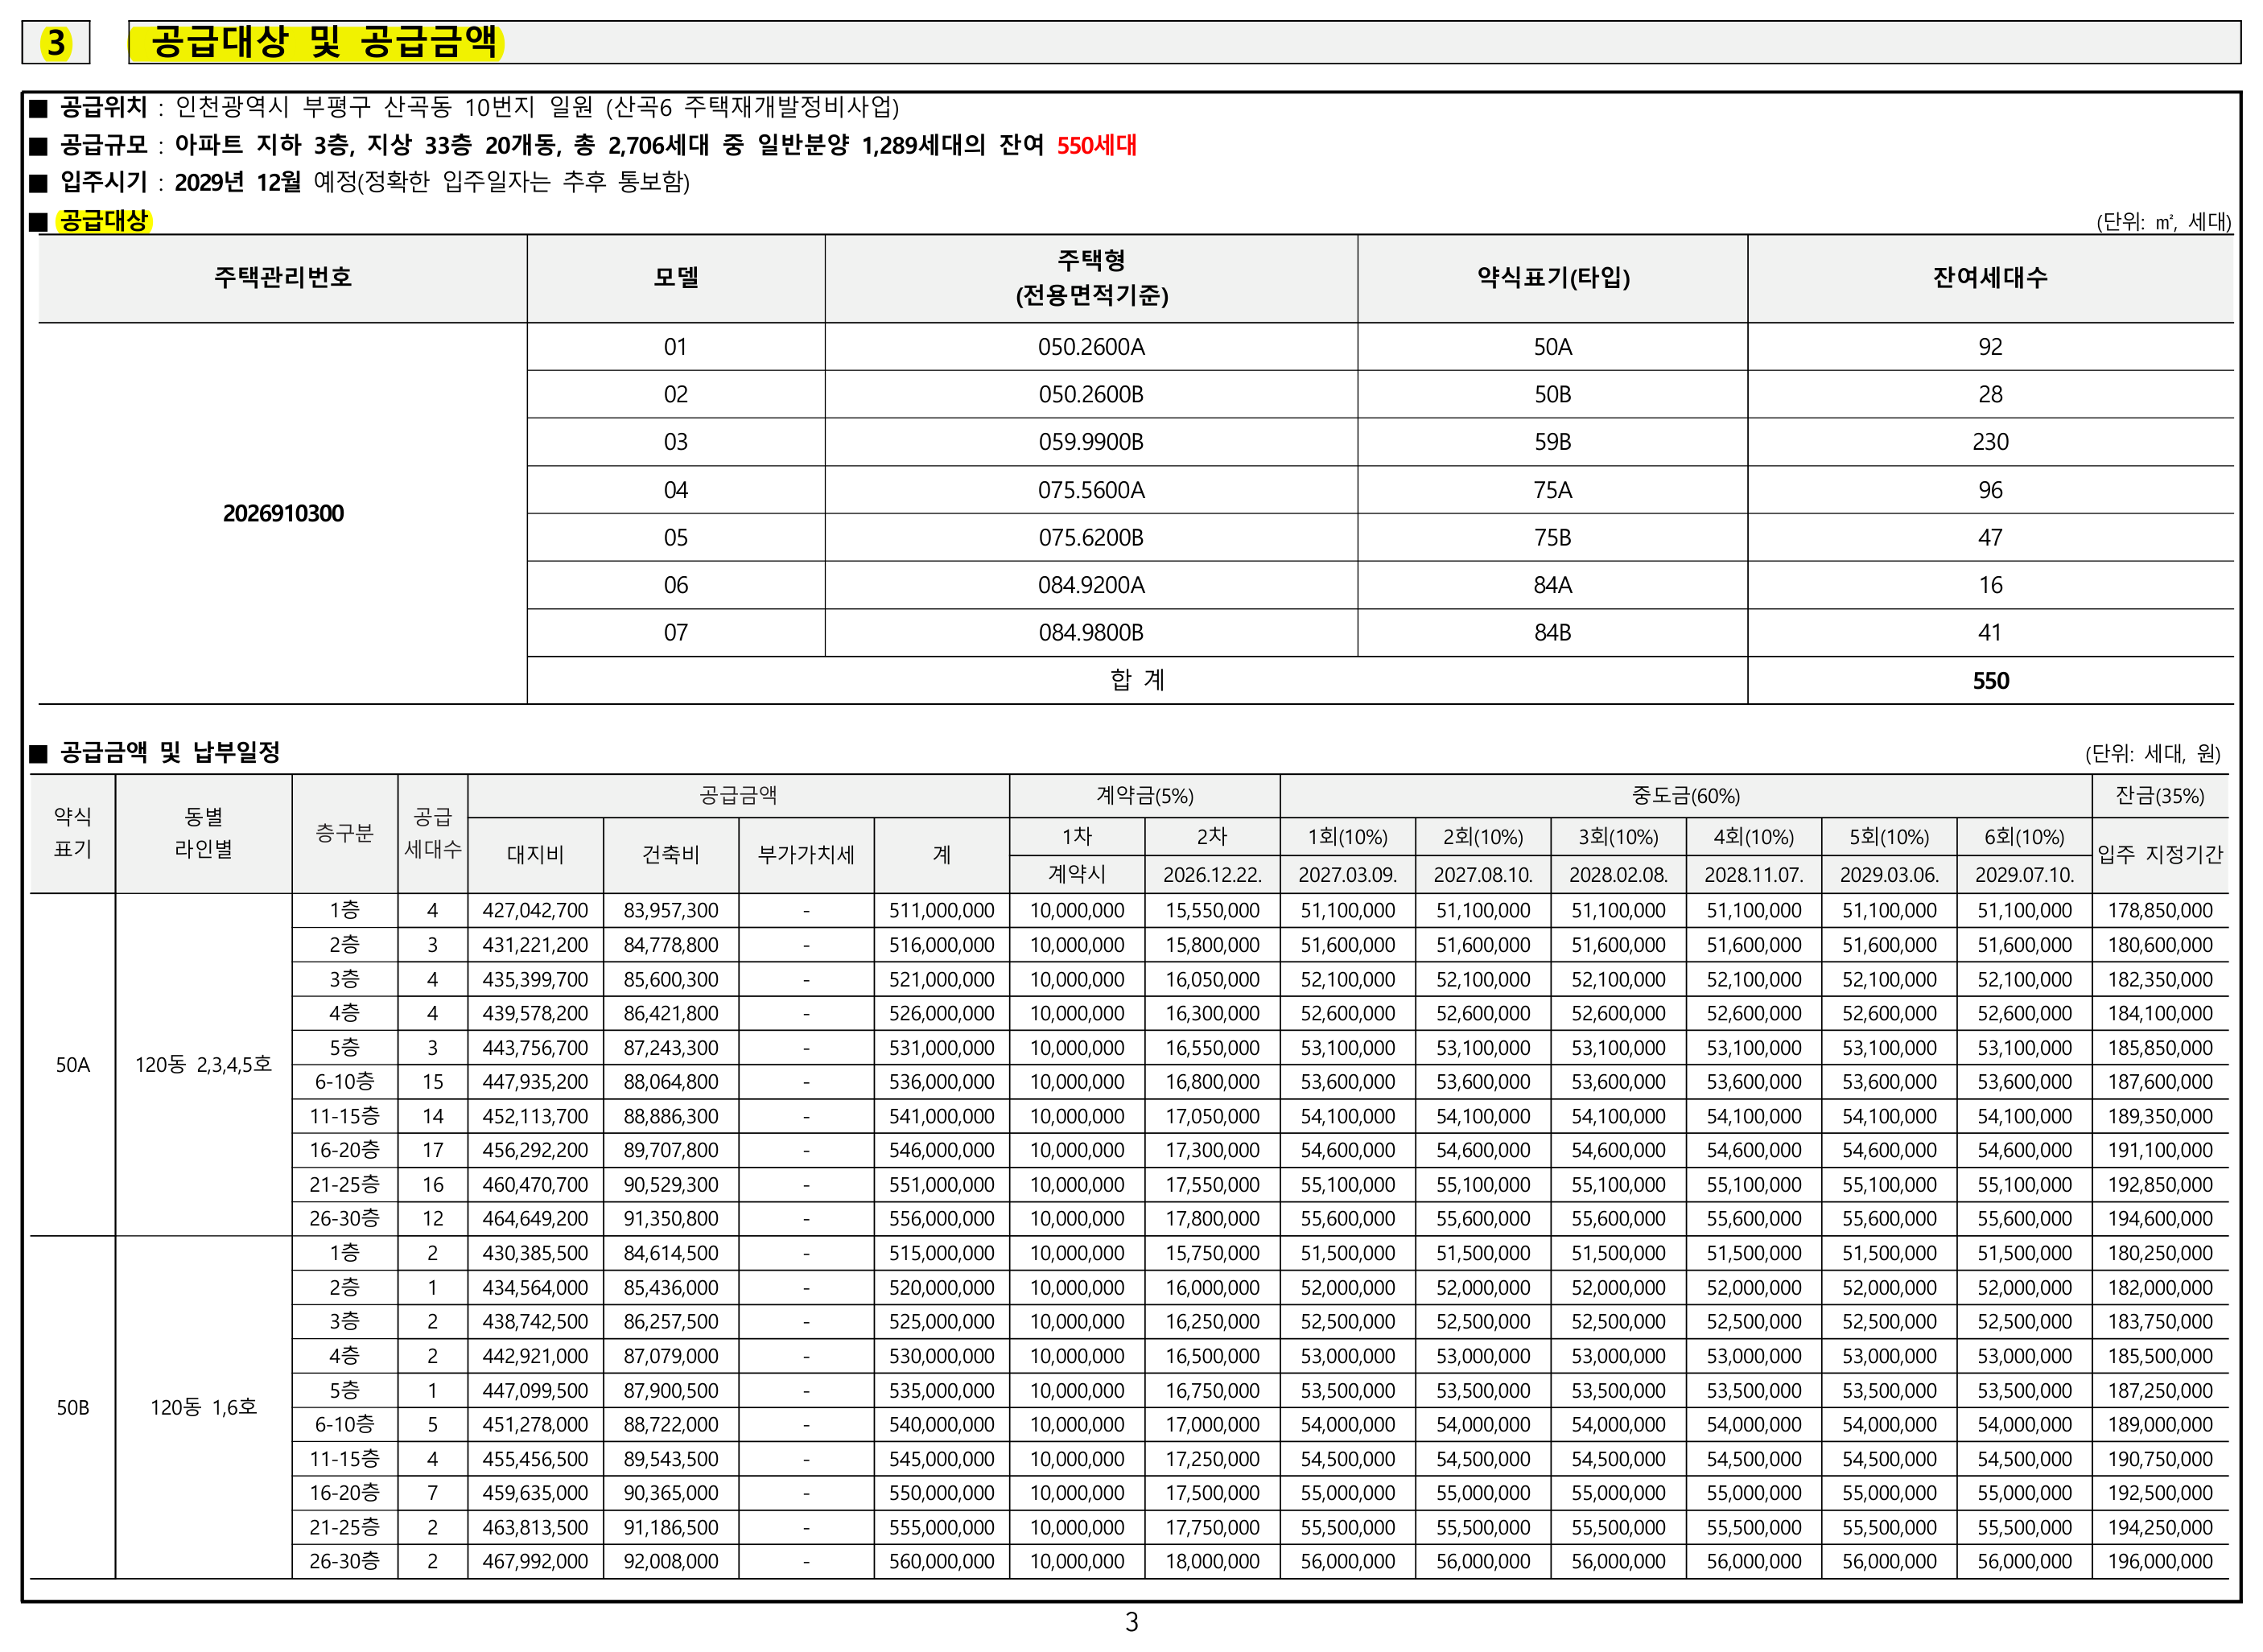 3 공급대상 및 공급금액
■ 공급위치 : 인천광역시 부평구 산곡동 10번지 일원 (산곡6 주택재개발정비사업)
■ 공급규모 : 아파트 지하 3층, 지상 33층 20개동, 총 2,706세대 중 일반분양 1,289세대의 잔여 550세대
■ 입주시기 : 2029년 12월 예정(정확한 입주일자는 추후 통보함)
■ 공급대상 (단위: ㎡, 세대)
주택관리번호 모델 주택형 (전용면적기준) 약식표기(타입) 잔여세대수
2026910300
01 050.2600A 50A 92
02 050.2600B 50B 28
03 059.9900B 59B 230
04 075.5600A 75A 96
05 075.6200B 75B 47
06 084.9200A 84A 16
07 084.9800B 84B 41
합 계 550
■ 공급금액 및 납부일정 (단위: 세대, 원)
약식 표기 동별 라인별 층구분 공급 세대수 공급금액 계약금(5%) 중도금(60%) 잔금(35%)
대지비 건축비 부가가치세 계 1차 2차 1회(10%) 2회(10%) 3회(10%) 4회(10%) 5회(10%) 6회(10%) 입주 지정기간
계약시 2026.12.22. 2027.03.09. 2027.08.10. 2028.02.08. 2028.11.07. 2029.03.06. 2029.07.10.
50A 120동 2,3,4,5호
1층 4 427,042,700 83,957,300 - 511,000,000 10,000,000 15,550,000 51,100,000 51,100,000 51,100,000 51,100,000 51,100,000 51,100,000 178,850,000
2층 3 431,221,200 84,778,800 - 516,000,000 10,000,000 15,800,000 51,600,000 51,600,000 51,600,000 51,600,000 51,600,000 51,600,000 180,600,000
3층 4 435,399,700 85,600,300 - 521,000,000 10,000,000 16,050,000 52,100,000 52,100,000 52,100,000 52,100,000 52,100,000 52,100,000 182,350,000
4층 4 439,578,200 86,421,800 - 526,000,000 10,000,000 16,300,000 52,600,000 52,600,000 52,600,000 52,600,000 52,600,000 52,600,000 184,100,000
5층 3 443,756,700 87,243,300 - 531,000,000 10,000,000 16,550,000 53,100,000 53,100,000 53,100,000 53,100,000 53,100,000 53,100,000 185,850,000
6-10층 15 447,935,200 88,064,800 - 536,000,000 10,000,000 16,800,000 53,600,000 53,600,000 53,600,000 53,600,000 53,600,000 53,600,000 187,600,000
11-15층 14 452,113,700 88,886,300 - 541,000,000 10,000,000 17,050,000 54,100,000 54,100,000 54,100,000 54,100,000 54,100,000 54,100,000 189,350,000
16-20층 17 456,292,200 89,707,800 - 546,000,000 10,000,000 17,300,000 54,600,000 54,600,000 54,600,000 54,600,000 54,600,000 54,600,000 191,100,000
21-25층 16 460,470,700 90,529,300 - 551,000,000 10,000,000 17,550,000 55,100,000 55,100,000 55,100,000 55,100,000 55,100,000 55,100,000 192,850,000
26-30층 12 464,649,200 91,350,800 - 556,000,000 10,000,000 17,800,000 55,600,000 55,600,000 55,600,000 55,600,000 55,600,000 55,600,000 194,600,000
50B 120동 1,6호
1층 2 430,385,500 84,614,500 - 515,000,000 10,000,000 15,750,000 51,500,000 51,500,000 51,500,000 51,500,000 51,500,000 51,500,000 180,250,000
2층 1 434,564,000 85,436,000 - 520,000,000 10,000,000 16,000,000 52,000,000 52,000,000 52,000,000 52,000,000 52,000,000 52,000,000 182,000,000
3층 2 438,742,500 86,257,500 - 525,000,000 10,000,000 16,250,000 52,500,000 52,500,000 52,500,000 52,500,000 52,500,000 52,500,000 183,750,000
4층 2 442,921,000 87,079,000 - 530,000,000 10,000,000 16,500,000 53,000,000 53,000,000 53,000,000 53,000,000 53,000,000 53,000,000 185,500,000
5층 1 447,099,500 87,900,500 - 535,000,000 10,000,000 16,750,000 53,500,000 53,500,000 53,500,000 53,500,000 53,500,000 53,500,000 187,250,000
6-10층 5 451,278,000 88,722,000 - 540,000,000 10,000,000 17,000,000 54,000,000 54,000,000 54,000,000 54,000,000 54,000,000 54,000,000 189,000,000
11-15층 4 455,456,500 89,543,500 - 545,000,000 10,000,000 17,250,000 54,500,000 54,500,000 54,500,000 54,500,000 54,500,000 54,500,000 190,750,000
16-20층 7 459,635,000 90,365,000 - 550,000,000 10,000,000 17,500,000 55,000,000 55,000,000 55,000,000 55,000,000 55,000,000 55,000,000 192,500,000
21-25층 2 463,813,500 91,186,500 - 555,000,000 10,000,000 17,750,000 55,500,000 55,500,000 55,500,000 55,500,000 55,500,000 55,500,000 194,250,000
26-30층 2 467,992,000 92,008,000 - 560,000,000 10,000,000 18,000,000 56,000,000 56,000,000 56,000,000 56,000,000 56,000,000 56,000,000 196,000,000
3